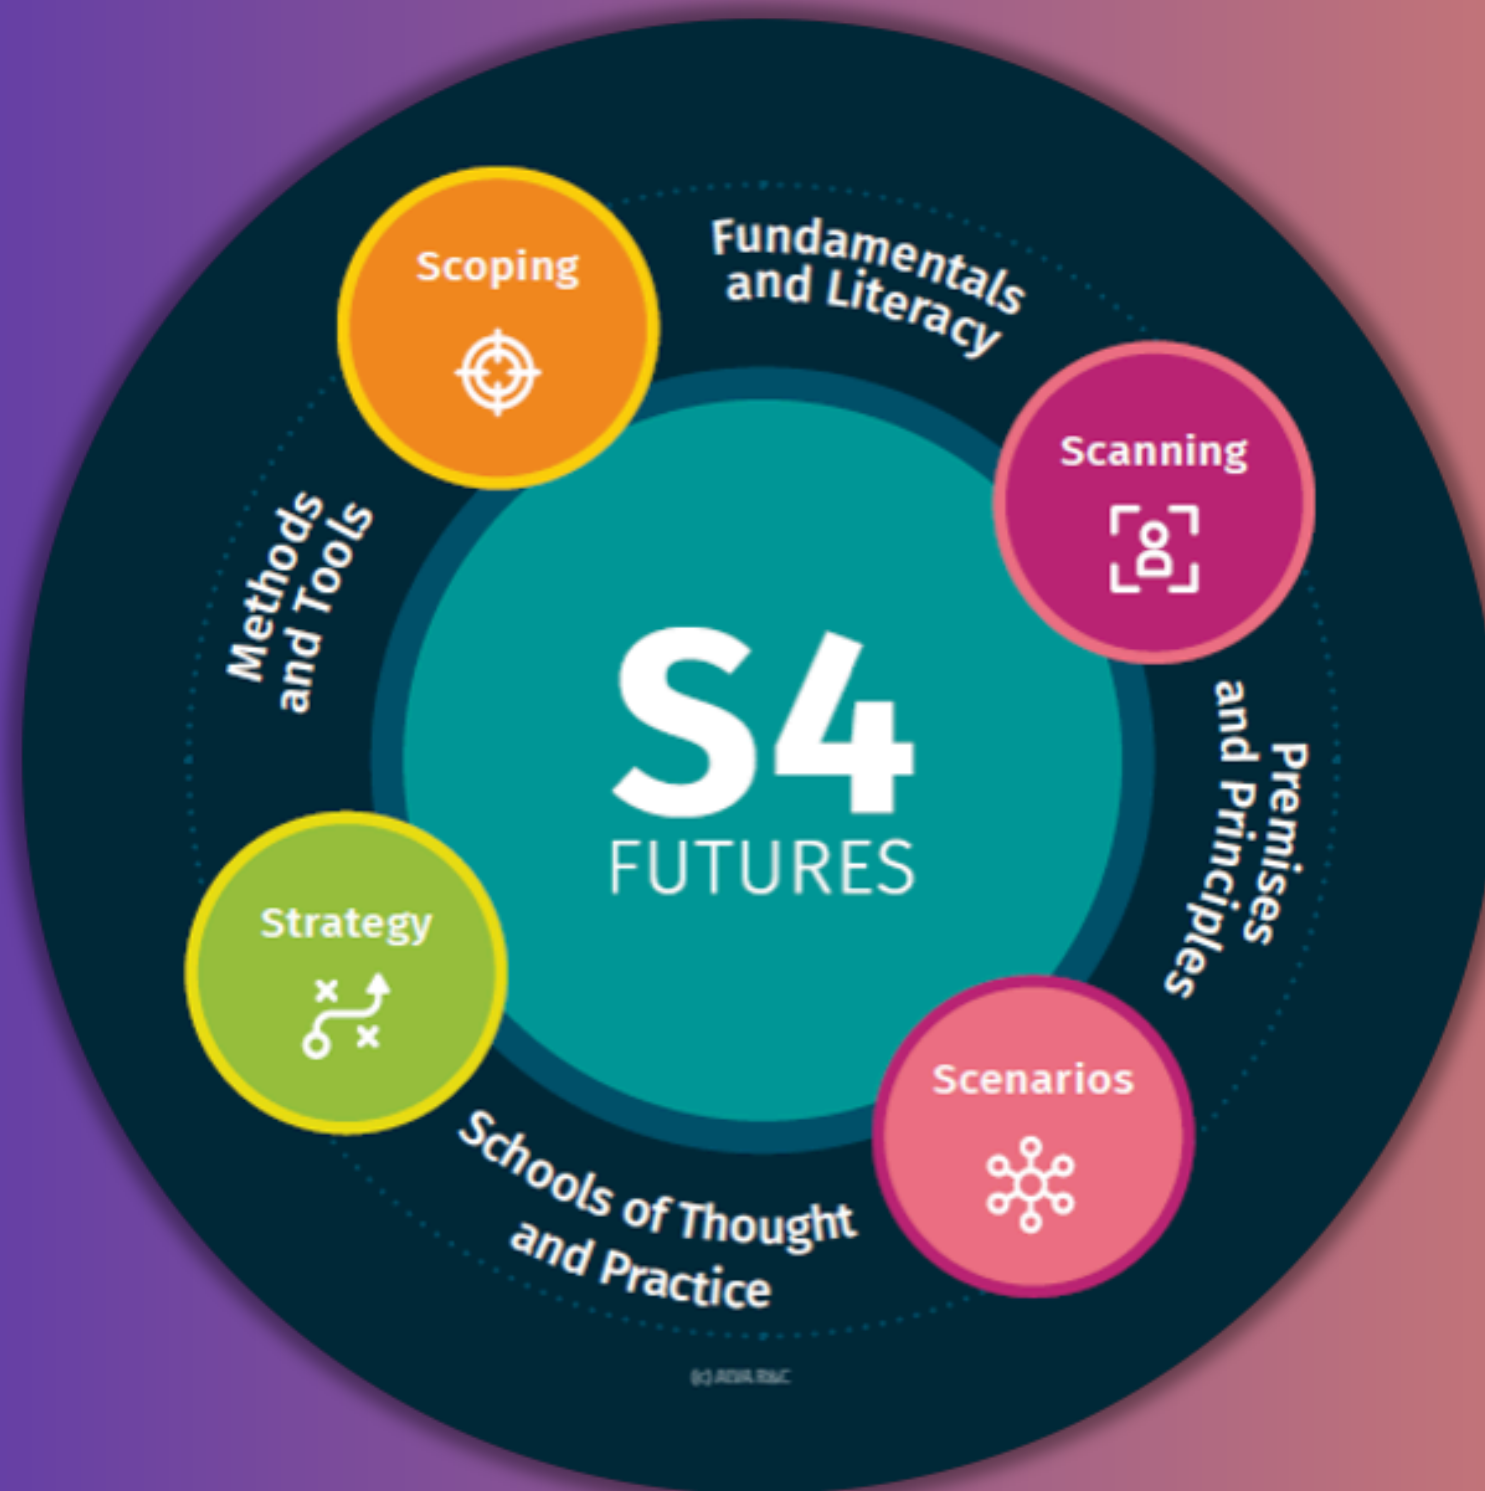 Scoping
Fundamentals
and Literacy
Scanning
Methods
and Tools
S4
FUTURES
Premises
and Principles
Strategy
Scenarios
Schools of Thought
and Practice
(c)